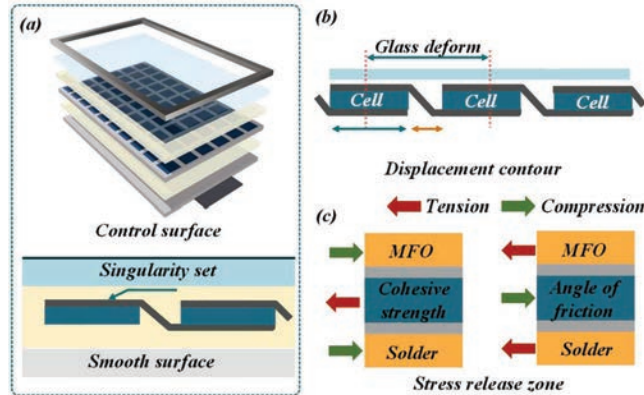 (a)
Control surface
Singularity set
Smooth surface
(b)
Glass deform
Cell
Cell
Cell
Displacement contour
(c)
Tension
Compression
MFO
Cohesive
strength
Solder
MFO
Angle of
friction
Solder
Stress release zone